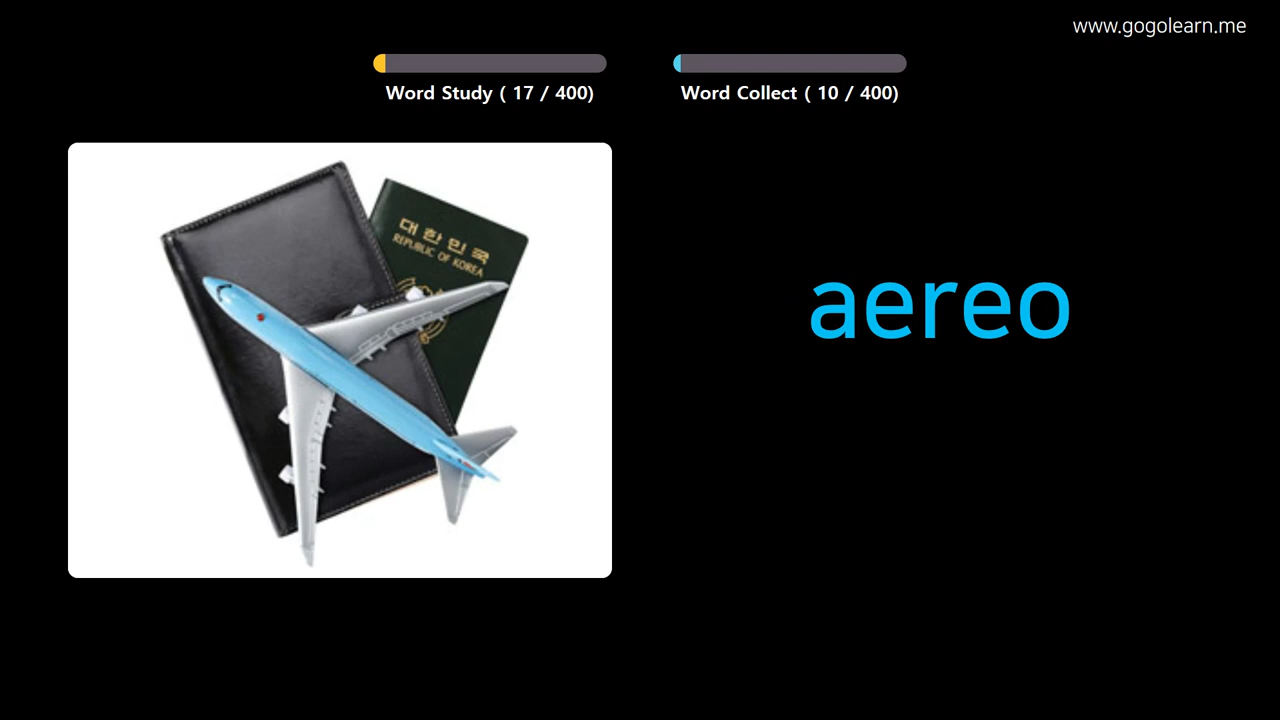 www.gogolearn.me
Word Study ( 17 / 400)
Word Collect ( 10 / 400)
대한민국
REPUBLIC OF KOREA
aereo